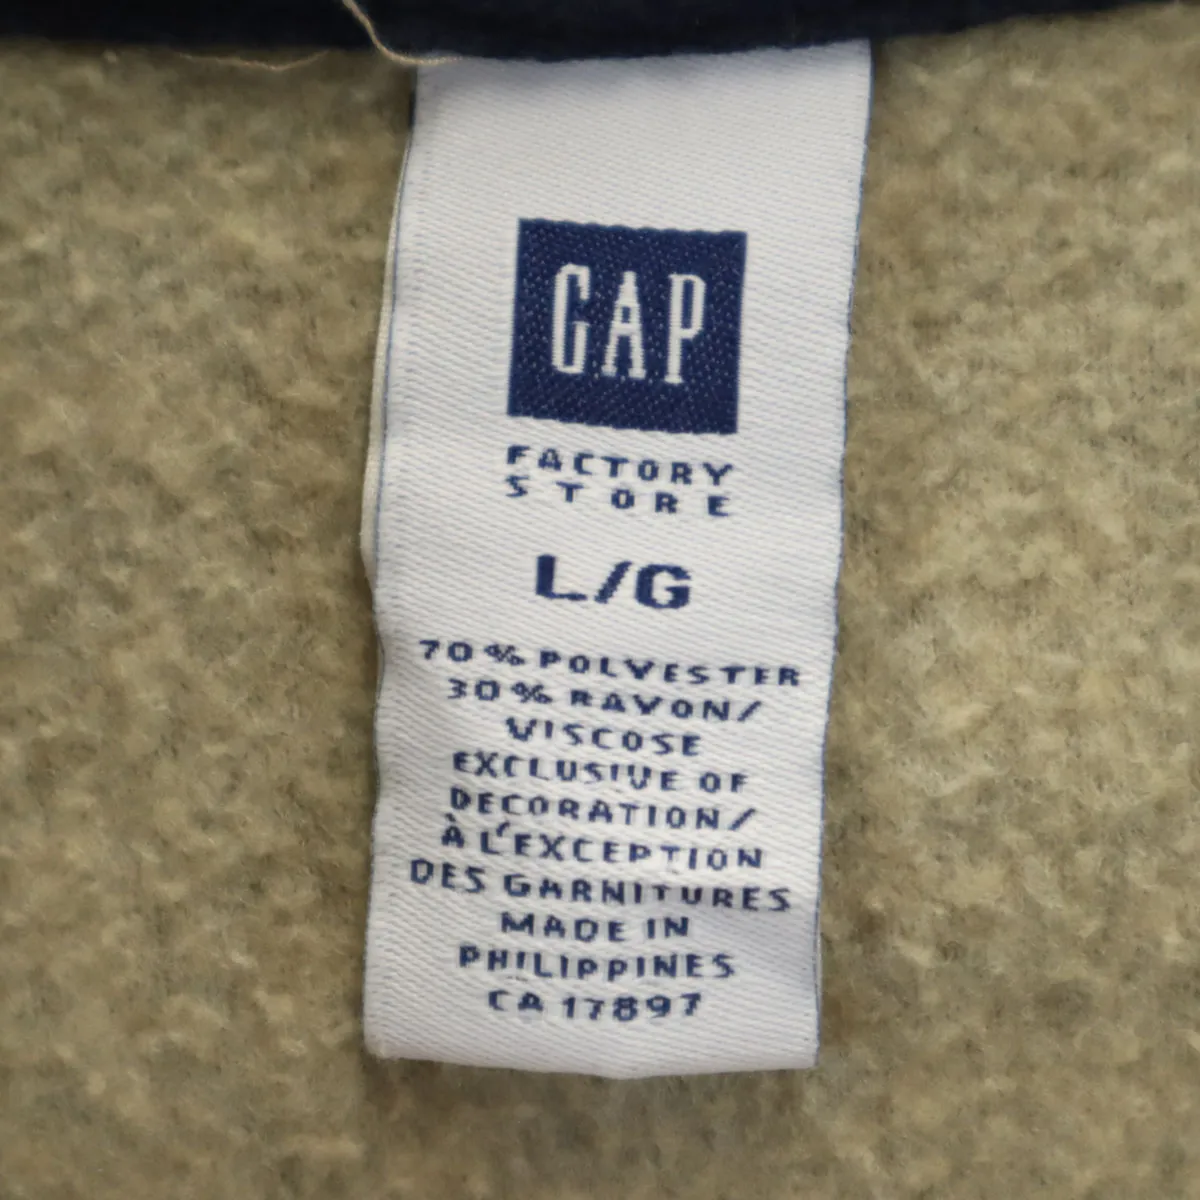 GAP
FACTORY
STORE
L/G
70% POLYESTER
30% RAYON/
VISCOSE
EXCLUSIVE OF
DECORATION/
À L'EXCEPTION
DES GARNITURES
MADE IN
PHILIPPINES
CA 17897